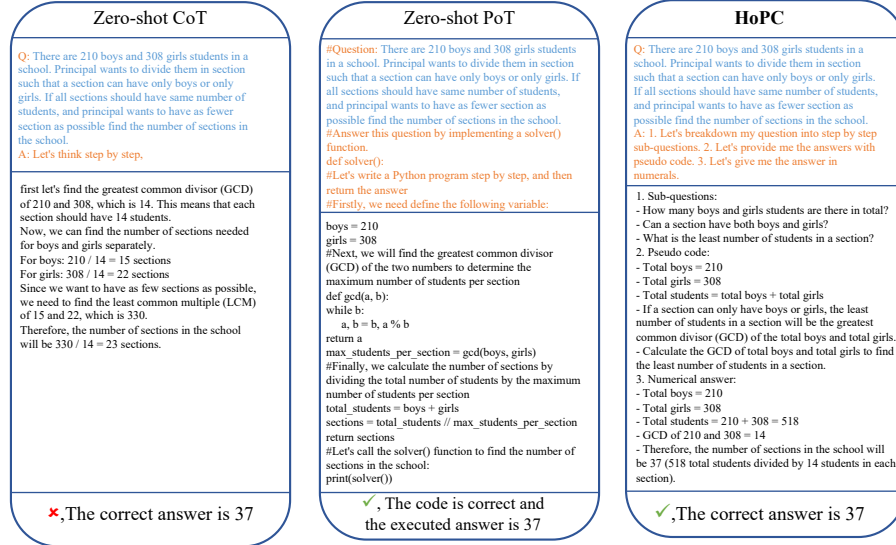 Zero-shot CoT
Q: There are 210 boys and 308 girls students in a
school. Principal wants to divide them in section
such that a section can have only boys or only
girls. If all sections should have same number of
students, and principal wants to have as fewer
section as possible find the number of sections in
the school.
A: Let's think step by step,
first let's find the greatest common divisor (GCD)
of 210 and 308, which is 14. This means that each
section should have 14 students.
Now, we can find the number of sections needed
for boys and girls separately.
For boys: 210 / 14 = 15 sections
For girls: 308 / 14 = 22 sections
Since we want to have as few sections as possible,
we need to find the least common multiple (LCM)
of 15 and 22, which is 330.
Therefore, the number of sections in the school
will be 330 / 14 = 23 sections.
✘,The correct answer is 37
Zero-shot PoT
#Question: There are 210 boys and 308 girls students
in a school. Principal wants to divide them in section
such that a section can have only boys or only girls. If
all sections should have same number of students,
and principal wants to have as fewer section as
possible find the number of sections in the school.
#Answer this question by implementing a solver()
function.
def solver():
#Let's write a Python program step by step, and then
return the answer
#Firstly, we need define the following variable:
boys = 210
girls = 308
#Next, we will find the greatest common divisor
(GCD) of the two numbers to determine the
maximum number of students per section
def gcd(a, b):
while b:
a, b = b, a % b
return a
max_students_per_section = gcd(boys, girls)
#Finally, we calculate the number of sections by
dividing the total number of students by the maximum
number of students per section
total_students = boys + girls
sections = total_students // max_students_per_section
return sections
#Let's call the solver() function to find the number of
sections in the school:
print(solver())
✓, The code is correct and
the executed answer is 37
HoPC
Q: There are 210 boys and 308 girls students in a
school. Principal wants to divide them in section
such that a section can have only boys or only girls.
If all sections should have same number of students,
and principal wants to have as fewer section as
possible find the number of sections in the school.
A: 1. Let's breakdown my question into step by step
sub-questions. 2. Let's provide me the answers with
pseudo code. 3. Let's give me the answer in
numerals.
1. Sub-questions:
- How many boys and girls students are there in total?
- Can a section have both boys and girls?
- What is the least number of students in a section?
2. Pseudo code:
- Total boys = 210
- Total girls = 308
- Total students = total boys + total girls
- If a section can only have boys or girls, the least
number of students in a section will be the greatest
common divisor (GCD) of the total boys and total girls.
- Calculate the GCD of total boys and total girls to find
the least number of students in a section.
3. Numerical answer:
- Total boys = 210
- Total girls = 308
- Total students = 210 + 308 = 518
- GCD of 210 and 308 = 14
- Therefore, the number of sections in the school will
be 37 (518 total students divided by 14 students in each
section).
✓,The correct answer is 37